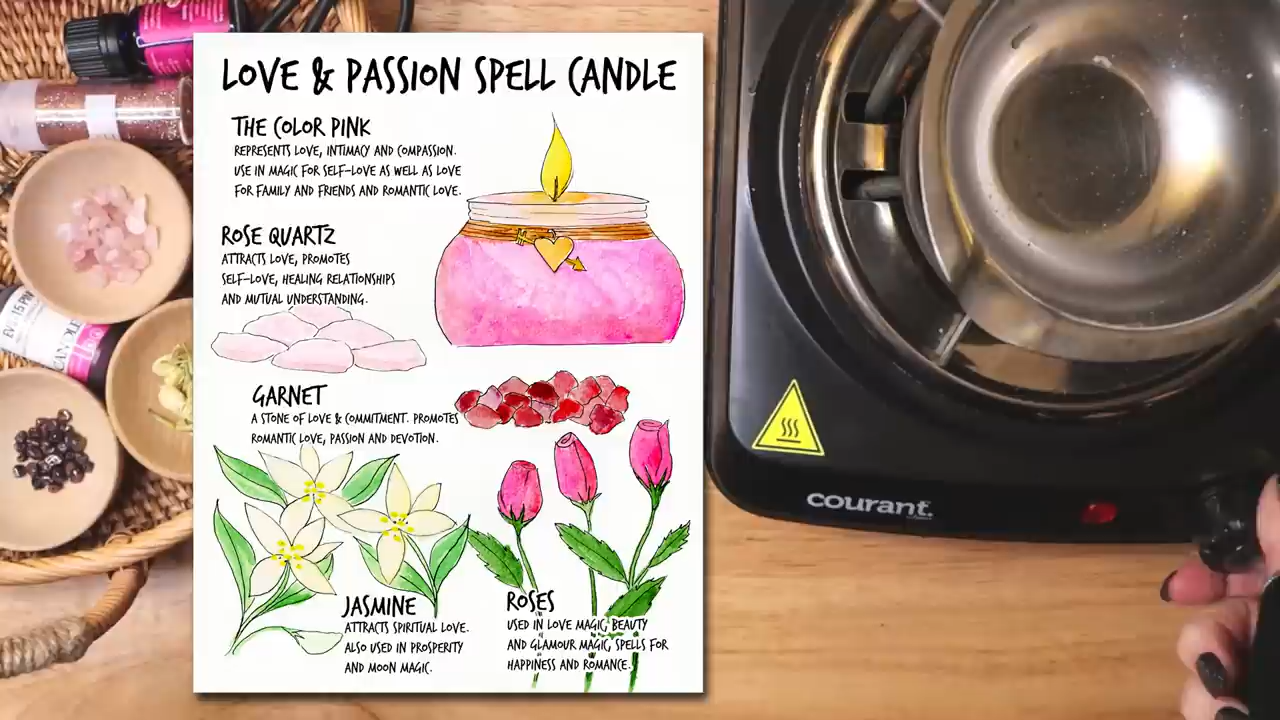 LOVE & PASSION SPELL CANDLE
THE COLOR PINK
REPRESENTS LOVE, INTIMACY AND COMPASSION.
USE IN MAGIC FOR SELF-LOVE AS WELL AS LOVE
FOR FAMILY AND FRIENDS AND ROMANTIC LOVE.
ROSE QUARTZ
ATTRACTS LOVE, PROMOTES
SELF-LOVE, HEALING RELATIONSHIPS
AND MUTUAL UNDERSTANDING.
GARNET
A STONE OF LOVE & COMMITMENT. PROMOTES
ROMANTIC LOVE, PASSION AND DEVOTION.
JASMINE
ATTRACTS SPIRITUAL LOVE.
ALSO USED IN PROSPERITY
AND MOON MAGIC.
ROSES
USED IN LOVE MAGIC, BEAUTY
AND GLAMOUR MAGIC, SPELLS FOR
HAPPINESS AND ROMANCE.
courant.